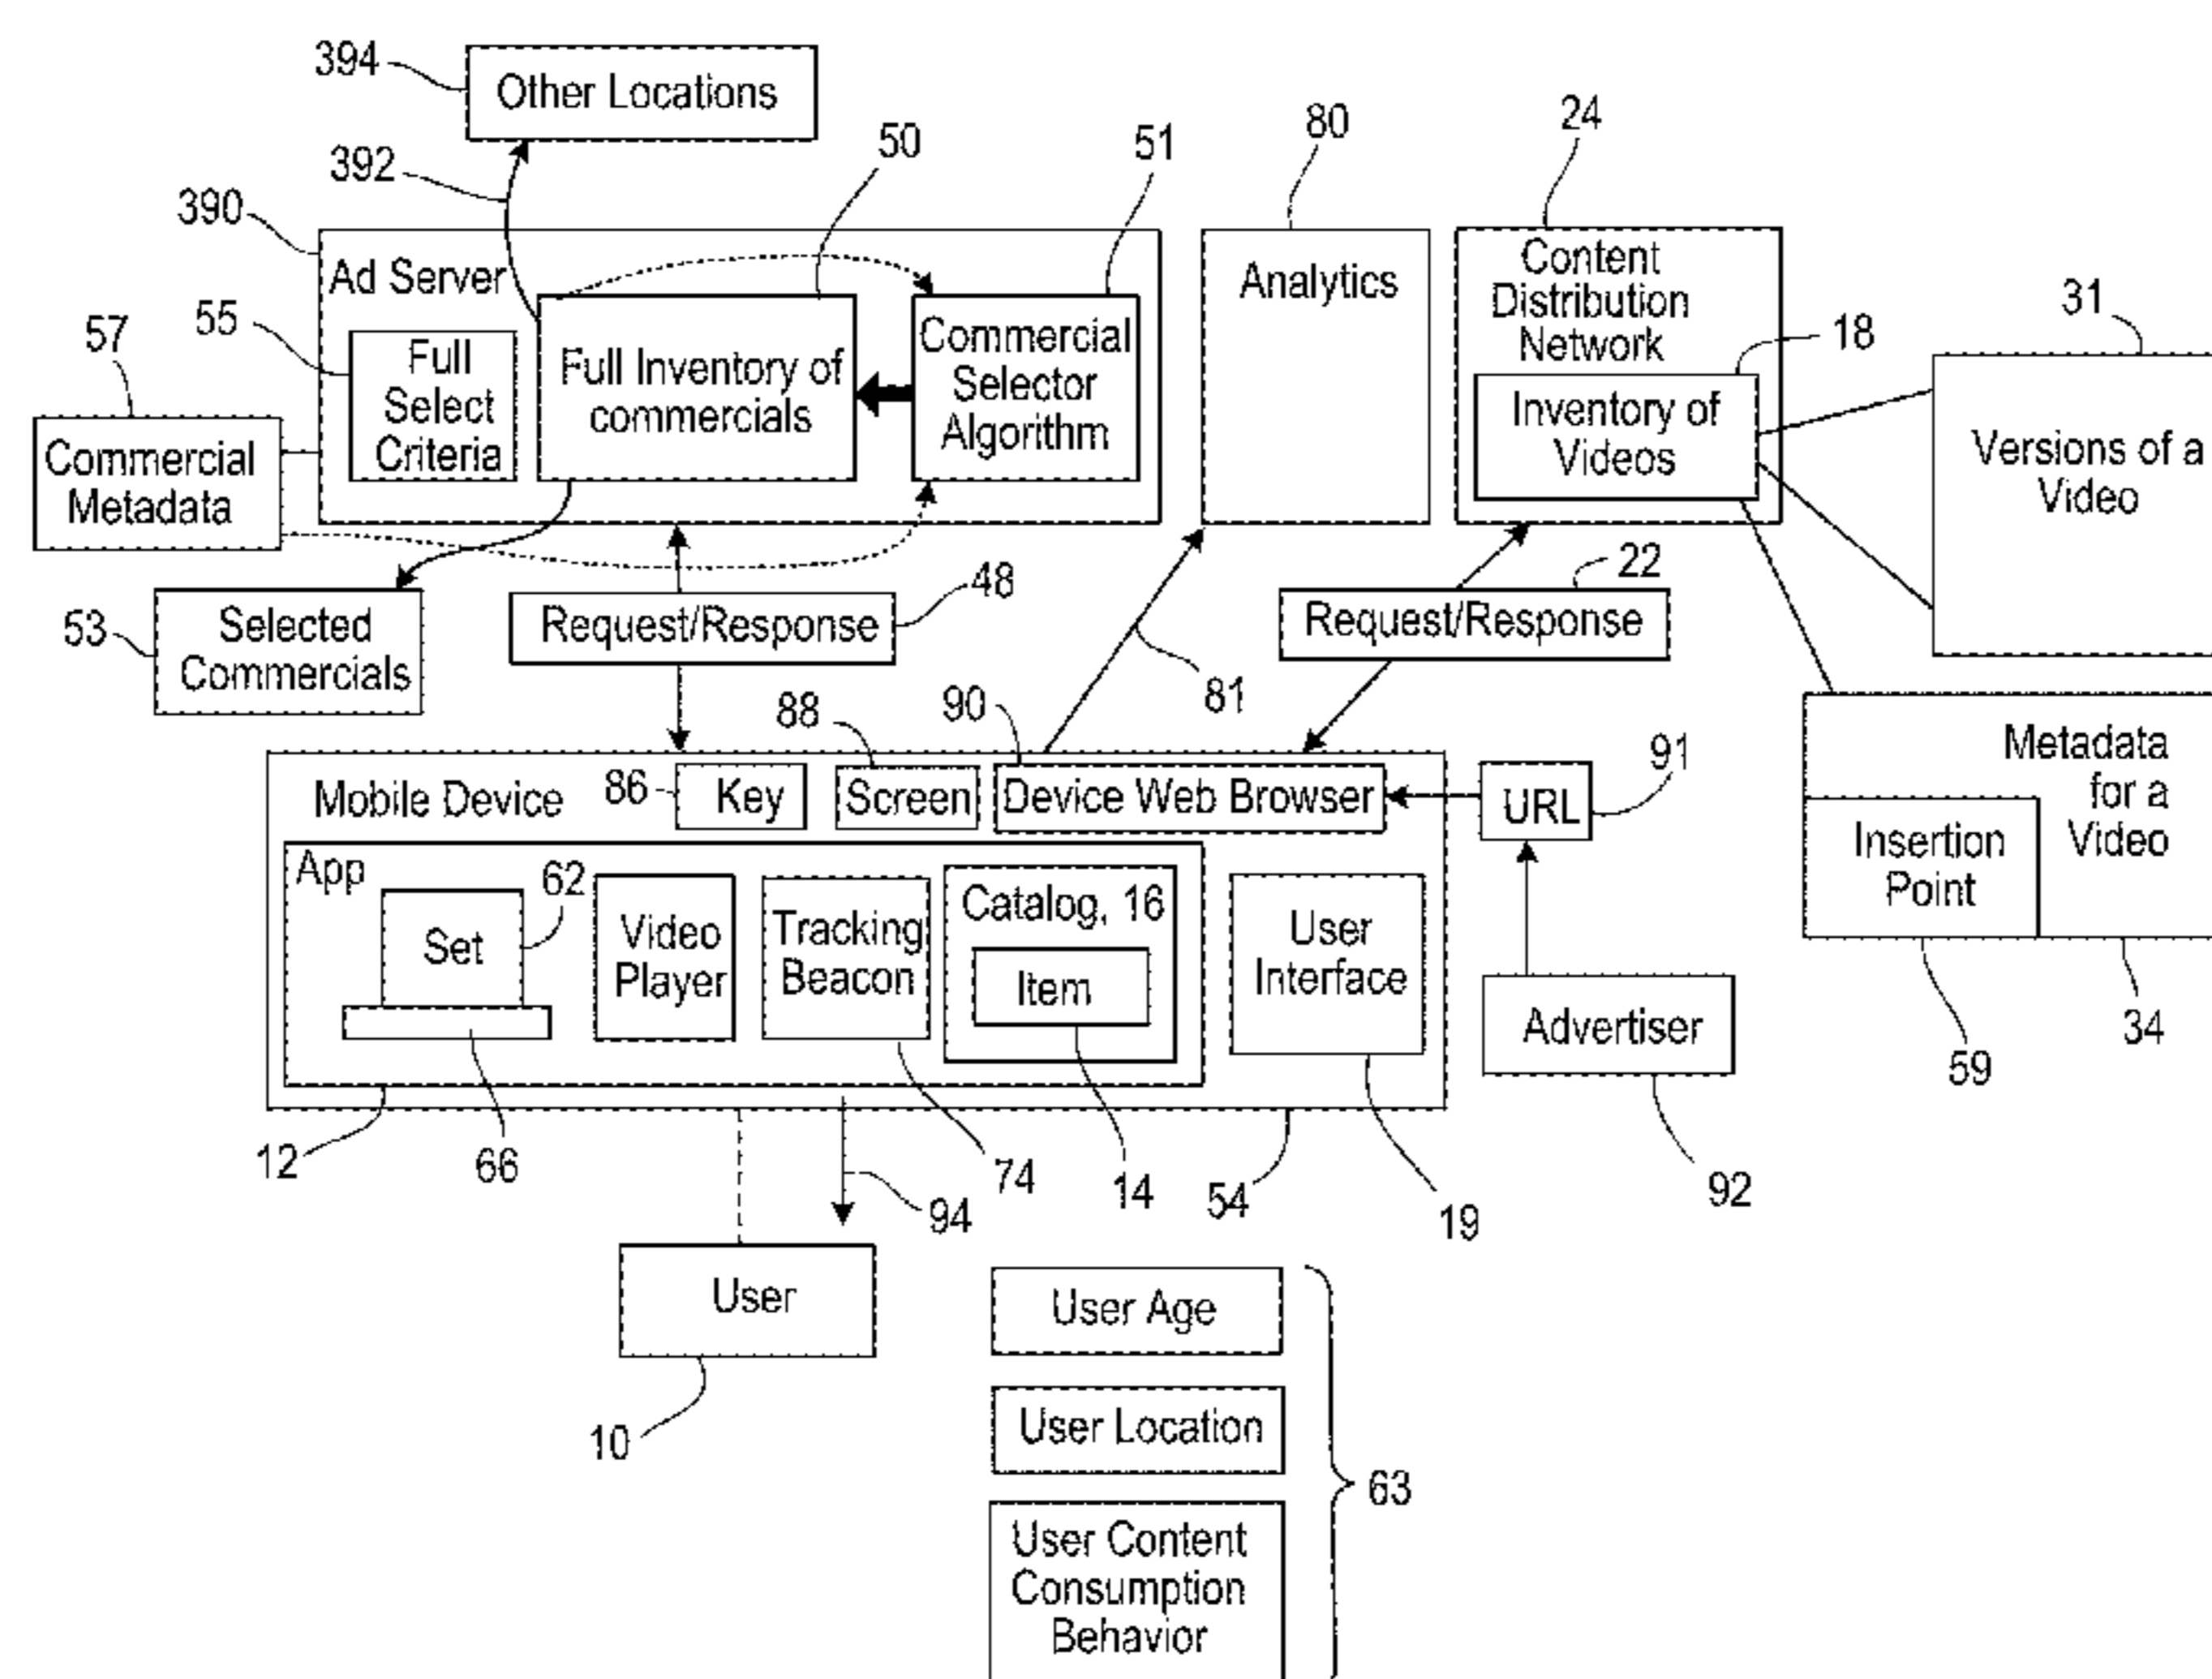 394
Other Locations
392
50
51
80
24
390
Ad Server
Analytics
Content
Distribution
Network
31
57
55
Full
Select
Criteria
Full Inventory of
commercials
Commercial
Selector
Algorithm
18
Inventory of
Videos
Versions of a
Video
Commercial
Metadata
53
Selected
Commercials
Request/Response
48
22
Request/Response
81
88
90
91
Metadata
for a
Video
Mobile Device
86
Key
Screen
Device Web Browser
URL
Insertion
Point
App
62
Set
Video
Player
Tracking
Beacon
Catalog, 16
Item
User
Interface
Advertiser
59
34
12
66
74
14
54
19
92
94
User
10
User Age
User Location
User Content
Consumption
Behavior
63